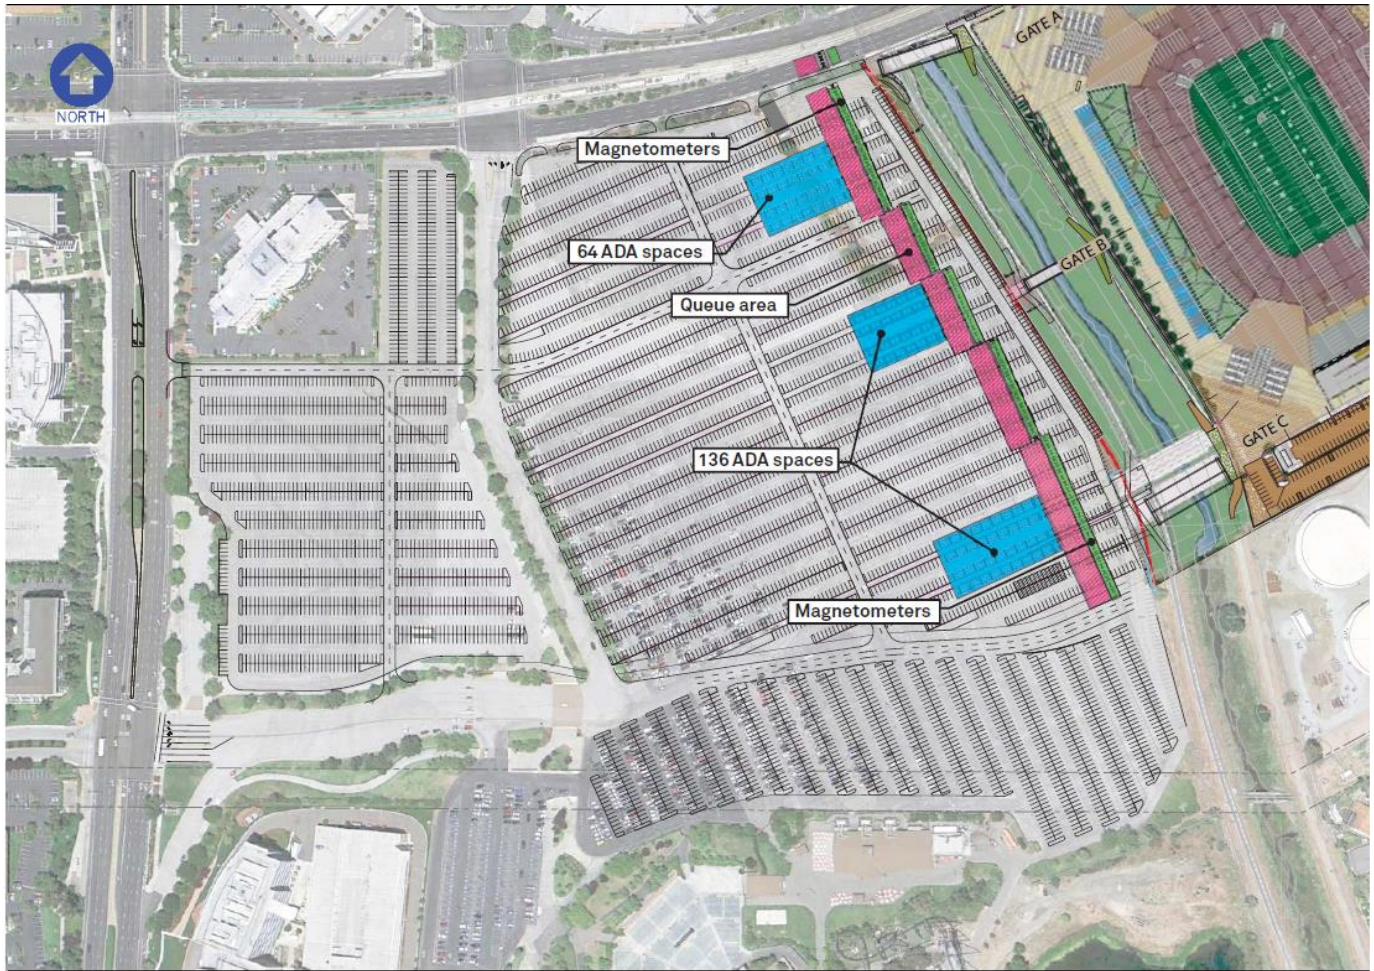 GATE A
NORTH
Magnetometers
64 ADA spaces
GATE B
Queue area
GATE C
136 ADA spaces
Magnetometers